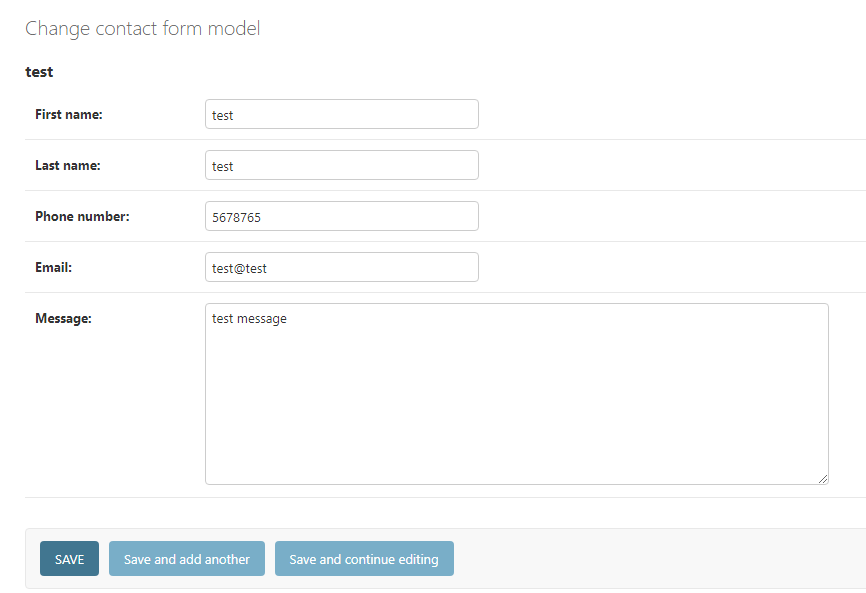 Change contact form model
test
First name: test
Last name: test
Phone number: 5678765
Email: test@test
Message: test message
SAVE Save and add another Save and continue editing